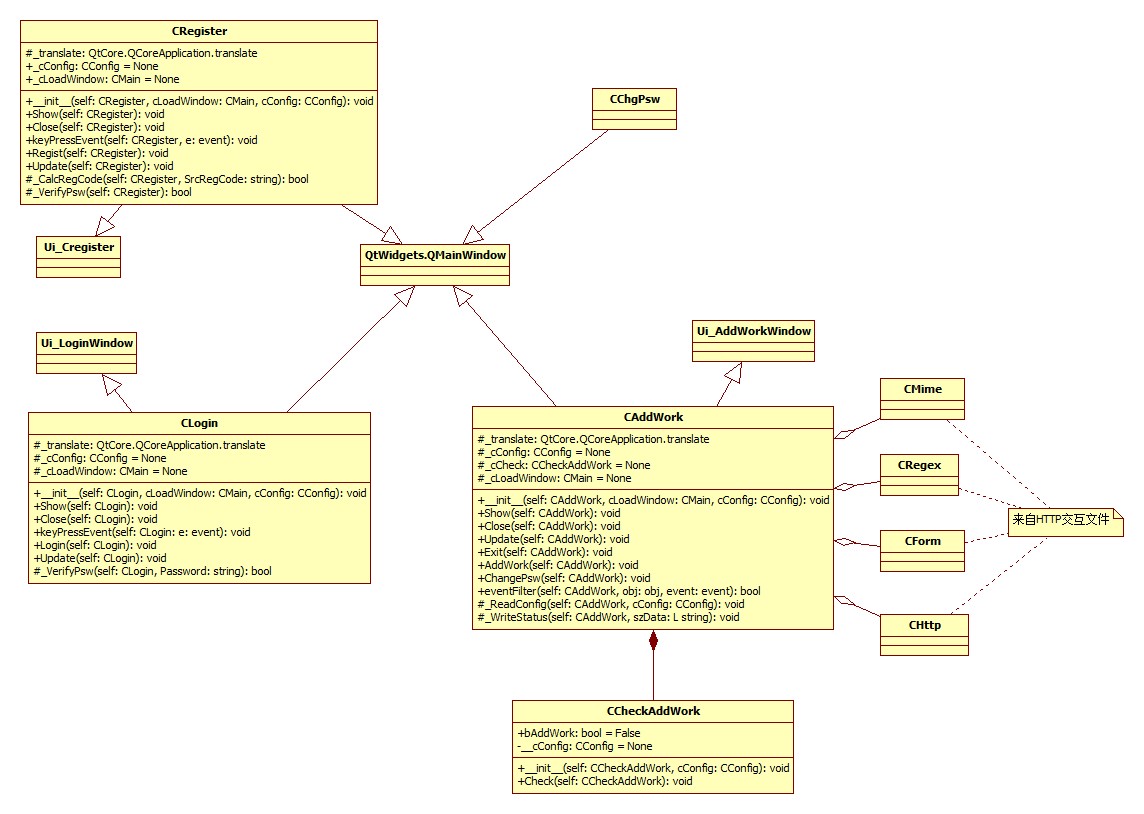 CRegister
#_translate: QtCore.QCoreApplication.translate
+_cConfig: CConfig = None
+_cLoadWindow: CMain = None
+__init__(self: CRegister, cLoadWindow: CMain, cConfig: CConfig): void
+Show(self: CRegister): void
+Close(self: CRegister): void
+keyPressEvent(self: CRegister, e: event): void
+Regist(self: CRegister): void
+Update(self: CRegister): void
#_CalcRegCode(self: CRegister, SrcRegCode: string): bool
#_VerifyPsw(self: CRegister): bool
CChgPsw
Ui_Cregister
QtWidgets.QMainWindow
Ui_LoginWindow
Ui_AddWorkWindow
CLogin
#_translate: QtCore.QCoreApplication.translate
#_cConfig: CConfig = None
#_cLoadWindow: CMain = None
+__init__(self: CLogin, cLoadWindow: CMain, cConfig: CConfig): void
+Show(self: CLogin): void
+Close(self: CLogin): void
+keyPressEvent(self: CLogin: e: event): void
+Login(self: CLogin): void
+Update(self: CLogin): void
#_VerifyPsw(self: CLogin, Password: string): bool
CAddWork
#_translate: QtCore.QCoreApplication.translate
#_cConfig: CConfig = None
#_cCheck: CCheckAddWork = None
#_cLoadWindow: CMain = None
+__init__(self: CAddWork, cLoadWindow: CMain, cConfig: CConfig): void
+Show(self: CAddWork): void
+Close(self: CAddWork): void
+Update(self: CAddWork): void
+Exit(self: CAddWork): void
+AddWork(self: CAddWork): void
+ChangePsw(self: CAddWork): void
+eventFilter(self: CAddWork, obj: obj, event: event): bool
#_ReadConfig(self: CAddWork, cConfig: CConfig): void
#_WriteStatus(self: CAddWork, szData: L string): void
CMime
CRegex
CForm
CHttp
来自HTTP交互文件
CCheckAddWork
+bAddWork: bool = False
-__cConfig: CConfig = None
+__init__(self: CCheckAddWork, cConfig: CConfig): void
+Check(self: CCheckAddWork): void